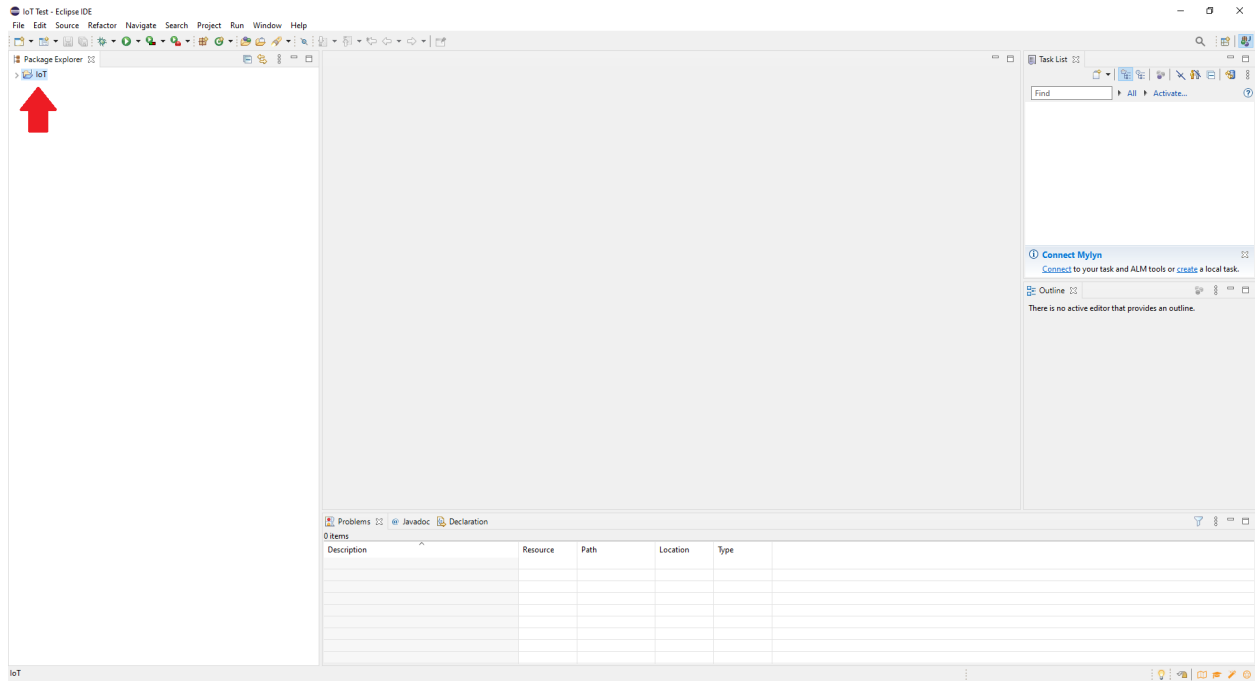 IoT Test - Eclipse IDE
File Edit Source Refactor Navigate Search Project Run Window Help
Package Explorer
IoT
Task List
Find All Activate...
Connect Mylyn
Connect to your task and ALM tools or create a local task.
Outline
There is no active editor that provides an outline.
Problems @ Javadoc Declaration
0 items
Description Resource Path Location Type
IoT